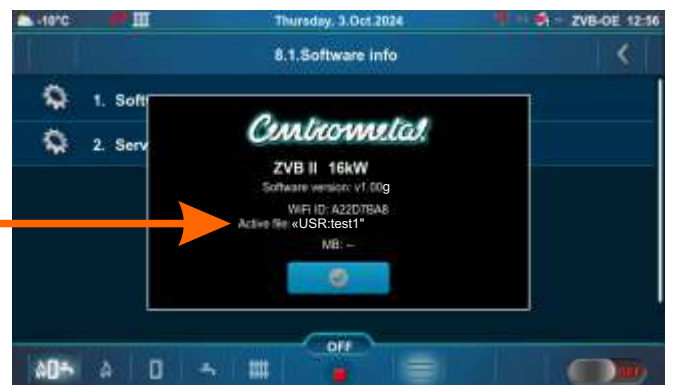 -10°C
Thursday. 3.Oct.2024
ZVB-OE 12:56
8.1.Software info
1. Soft
2. Serv
Centrometal
ZVB II 16kW
Software version: v1.00g
WiFi ID: A22D7BA8
Active file: «USR:test1"
MB: --
OFF
OFF